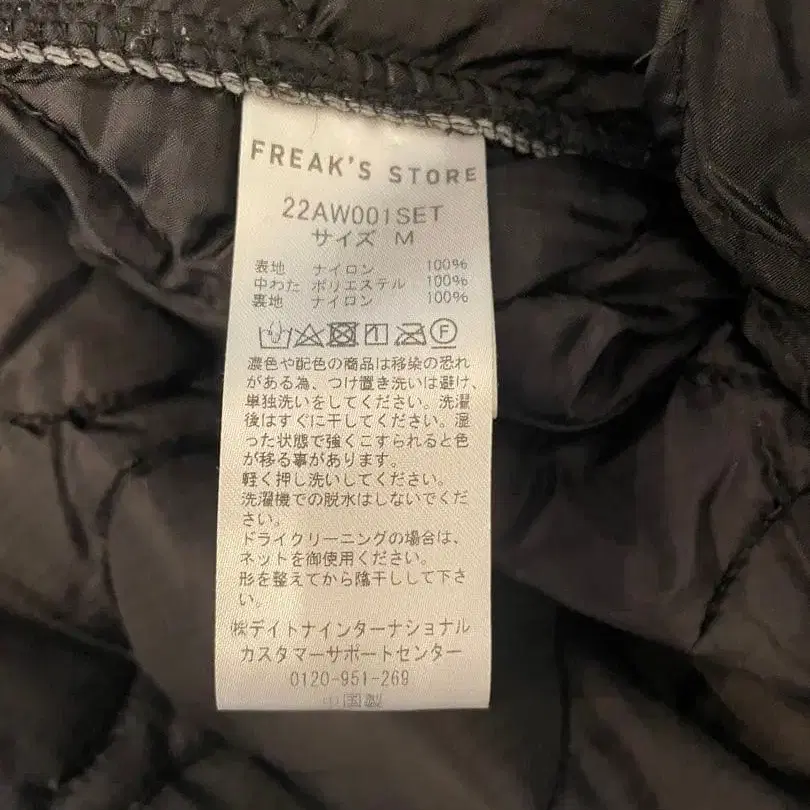 FREAK'S STORE
22AW001SET
サイズ M
表地 ナイロン 100%
中わた ポリエステル 100%
裏地 ナイロン 100%
F
濃色や配色の商品は移染の恐れ
がある為、つけ置き洗いは避け、
単独洗いをしてください。洗濯
後はすぐに干してください。湿
った状態で強くこすられると色
が移る事があります。
軽く押し洗いしてください。
洗濯機での脱水はしないでくだ
さい。
ドライクリーニングの場合は、
ネットを御使用ください。
形を整えてから陰干しして下さ
い。
㈱デイトナインターナショナル
カスタマーサポートセンター
0120-951-269
中国製